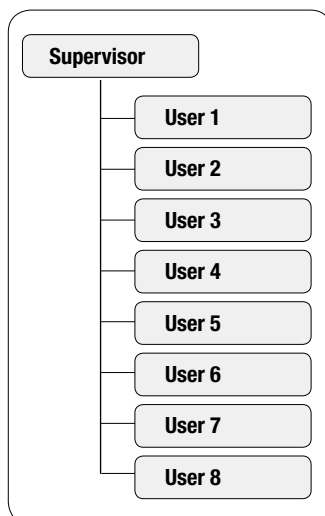 Supervisor
User 1
User 2
User 3
User 4
User 5
User 6
User 7
User 8